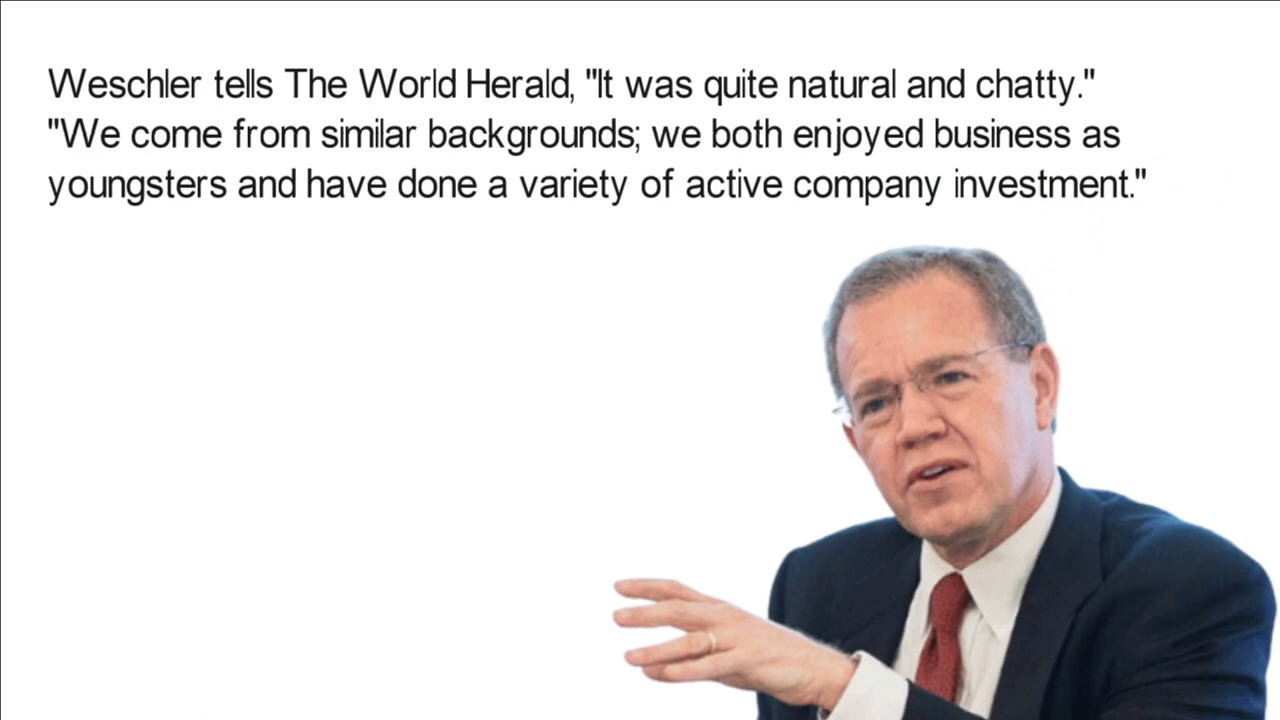 Weschler tells The World Herald, "It was quite natural and chatty."
"We come from similar backgrounds; we both enjoyed business as
youngsters and have done a variety of active company investment."